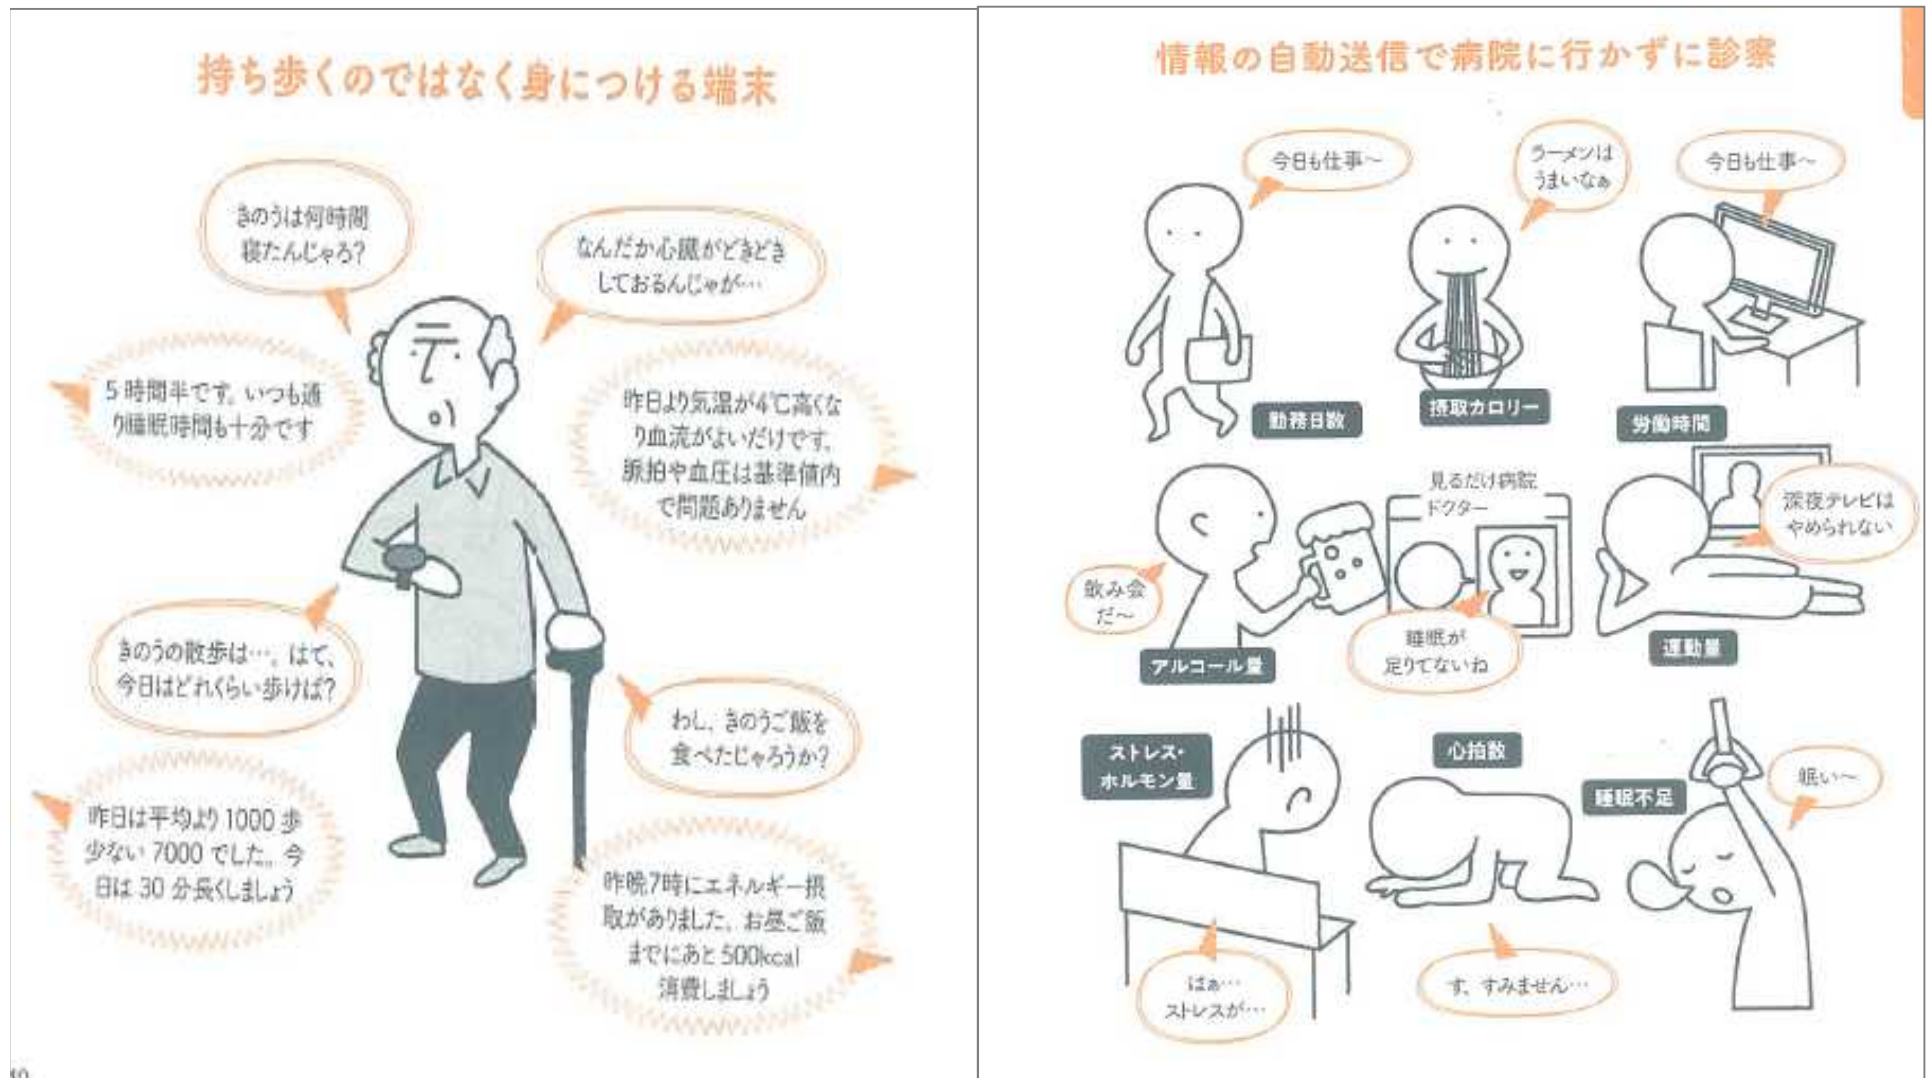 持ち歩くのではなく身につける端末
きのうは何時間
寝たんじゃろ?
なんだか心臓がどきどき
しておるんじゃが…
5時間半です。いつも通
り睡眠時間も十分です
昨日より気温が4℃高くな
り血流がよいだけです。
脈拍や血圧は基準値内
で問題ありません
きのうの散歩は…。はて、
今日はどれくらい歩けば?
わし、きのうご飯を
食べたじゃろうか?
昨日は平均より1000歩
少ない7000でした。今
日は30分長くしましょう
昨晩7時にエネルギー摂
取がありました。お昼ご飯
までにあと500kcal
消費しましょう
情報の自動送信で病院に行かずに診察
今日も仕事~
ラーメンは
うまいなぁ
今日も仕事~
勤務日数
摂取カロリー
労働時間
見るだけ病院
ドクター
深夜テレビは
やめられない
飲み会
だ~
睡眠が
足りてないね
アルコール量
運動量
ストレス・
ホルモン量
心拍数
睡眠不足
眠い~
はぁ…
ストレスが…
す、すみません…